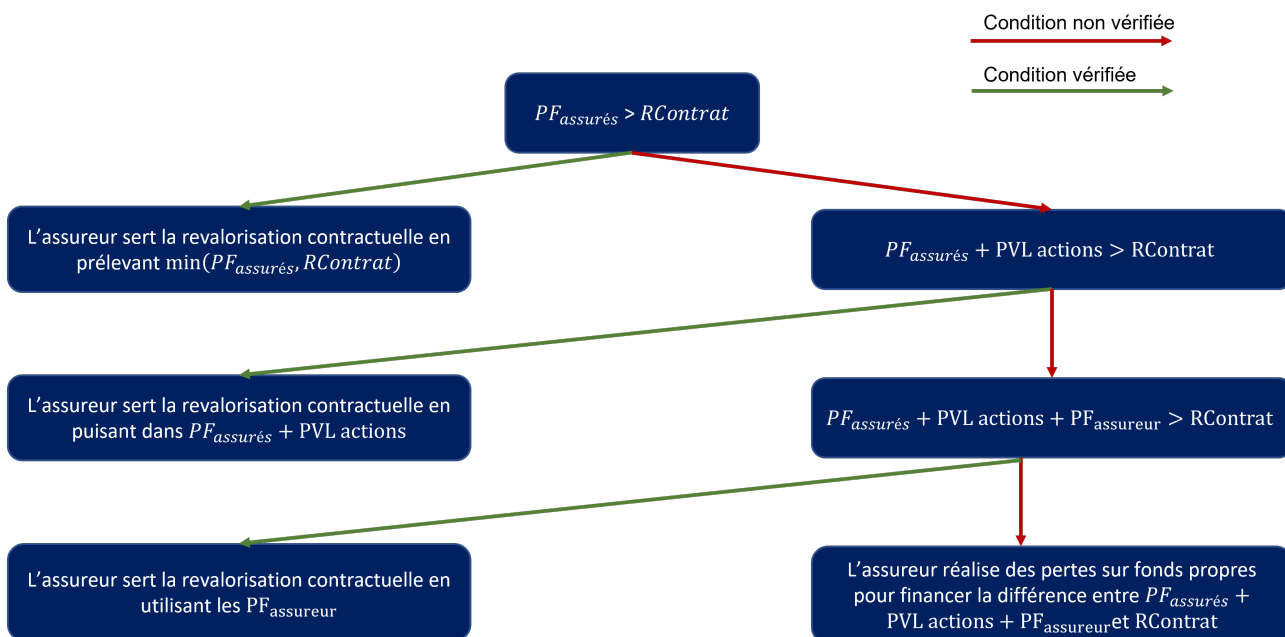 Condition non vérifiée
Condition vérifiée
PF_assurés > RContrat
L'assureur sert la revalorisation contractuelle en
prélevant min(PF_assurés, RContrat)
PF_assurés + PVL actions > RContrat
L'assureur sert la revalorisation contractuelle en
puisant dans PF_assurés + PVL actions
PF_assurés + PVL actions + PF_assureur > RContrat
L'assureur sert la revalorisation contractuelle en
utilisant les PF_assureur
L'assureur réalise des pertes sur fonds propres
pour financer la différence entre PF_assurés +
PVL actions + PF_assureur et RContrat